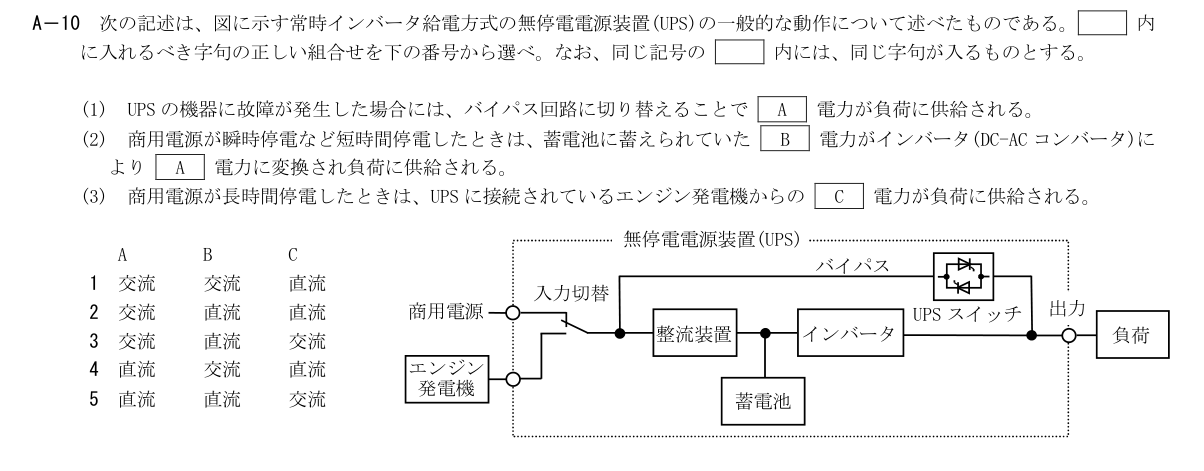 A－10 次の記述は、図に示す常時インバータ給電方式の無停電電源装置(UPS)の一般的な動作について述べたものである。 内
に入れるべき字句の正しい組合せを下の番号から選べ。なお、同じ記号の 内には、同じ字句が入るものとする。
(1) UPS の機器に故障が発生した場合には、バイパス回路に切り替えることで A 電力が負荷に供給される。
(2) 商用電源が瞬時停電など短時間停電したときは、蓄電池に蓄えられていた B 電力がインバータ(DC-AC コンバータ)に
より A 電力に変換され負荷に供給される。
(3) 商用電源が長時間停電したときは、UPS に接続されているエンジン発電機からの C 電力が負荷に供給される。
A B C
1 交流 交流 直流
2 交流 直流 直流
3 交流 直流 交流
4 直流 交流 直流
5 直流 直流 交流
無停電電源装置(UPS)
バイパス
入力切替
商用電源
UPS スイッチ
出力
整流装置
インバータ
負荷
エンジン
発電機
蓄電池